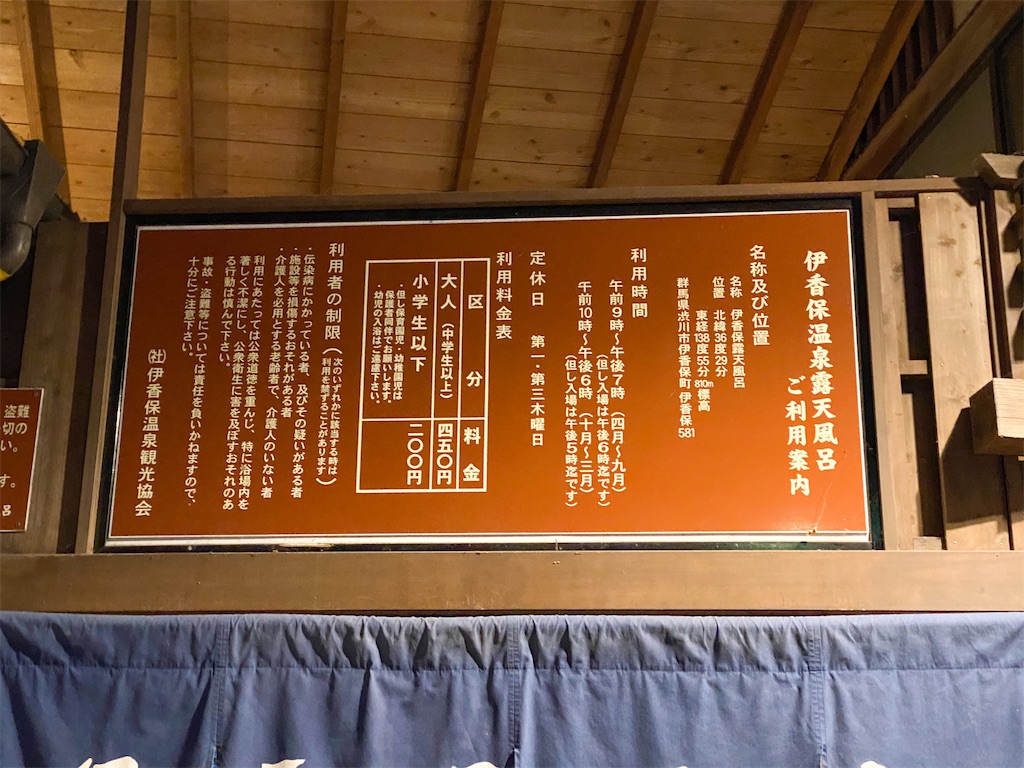 伊香保温泉露天風呂
ご利用案内
名称及び位置
名称 伊香保露天風呂
位置 北緯36度29分
東経138度55分 810m標高
群馬県渋川市伊香保町 伊香保581
利用時間
午前9時～午後7時（四月～九月）
（但し入場は午後6時迄です）
午前10時～午後6時（十月～三月）
（但し入場は午後5時迄です）
定休日 第一・第三木曜日
利用料金表
区分 料金
大人（中学生以上） 四五〇円
小学生以下 二〇〇円
・但し保育園児・幼稚園児は
保護者同伴でお願いします。
・幼児の入浴はご遠慮下さい。
利用者の制限（次のいずれかに該当する時は
利用を禁ずることがあります）
・伝染病にかかっている者、及びその疑いがある者
・施設等を損傷するおそれがある者
・介護人を必用とする老齢者で、介護人のいない者
利用にあたっては公衆道徳を重んじ、特に浴場内を
著しく不潔にし、公衆衛生に害を及ぼすおそれのあ
る行動は慎んで下さい。
事故・盗難等については責任を負いかねますので、
十分にご注意下さい。
㈳伊香保温泉観光協会
盗難
の
切
い。
す。
呂